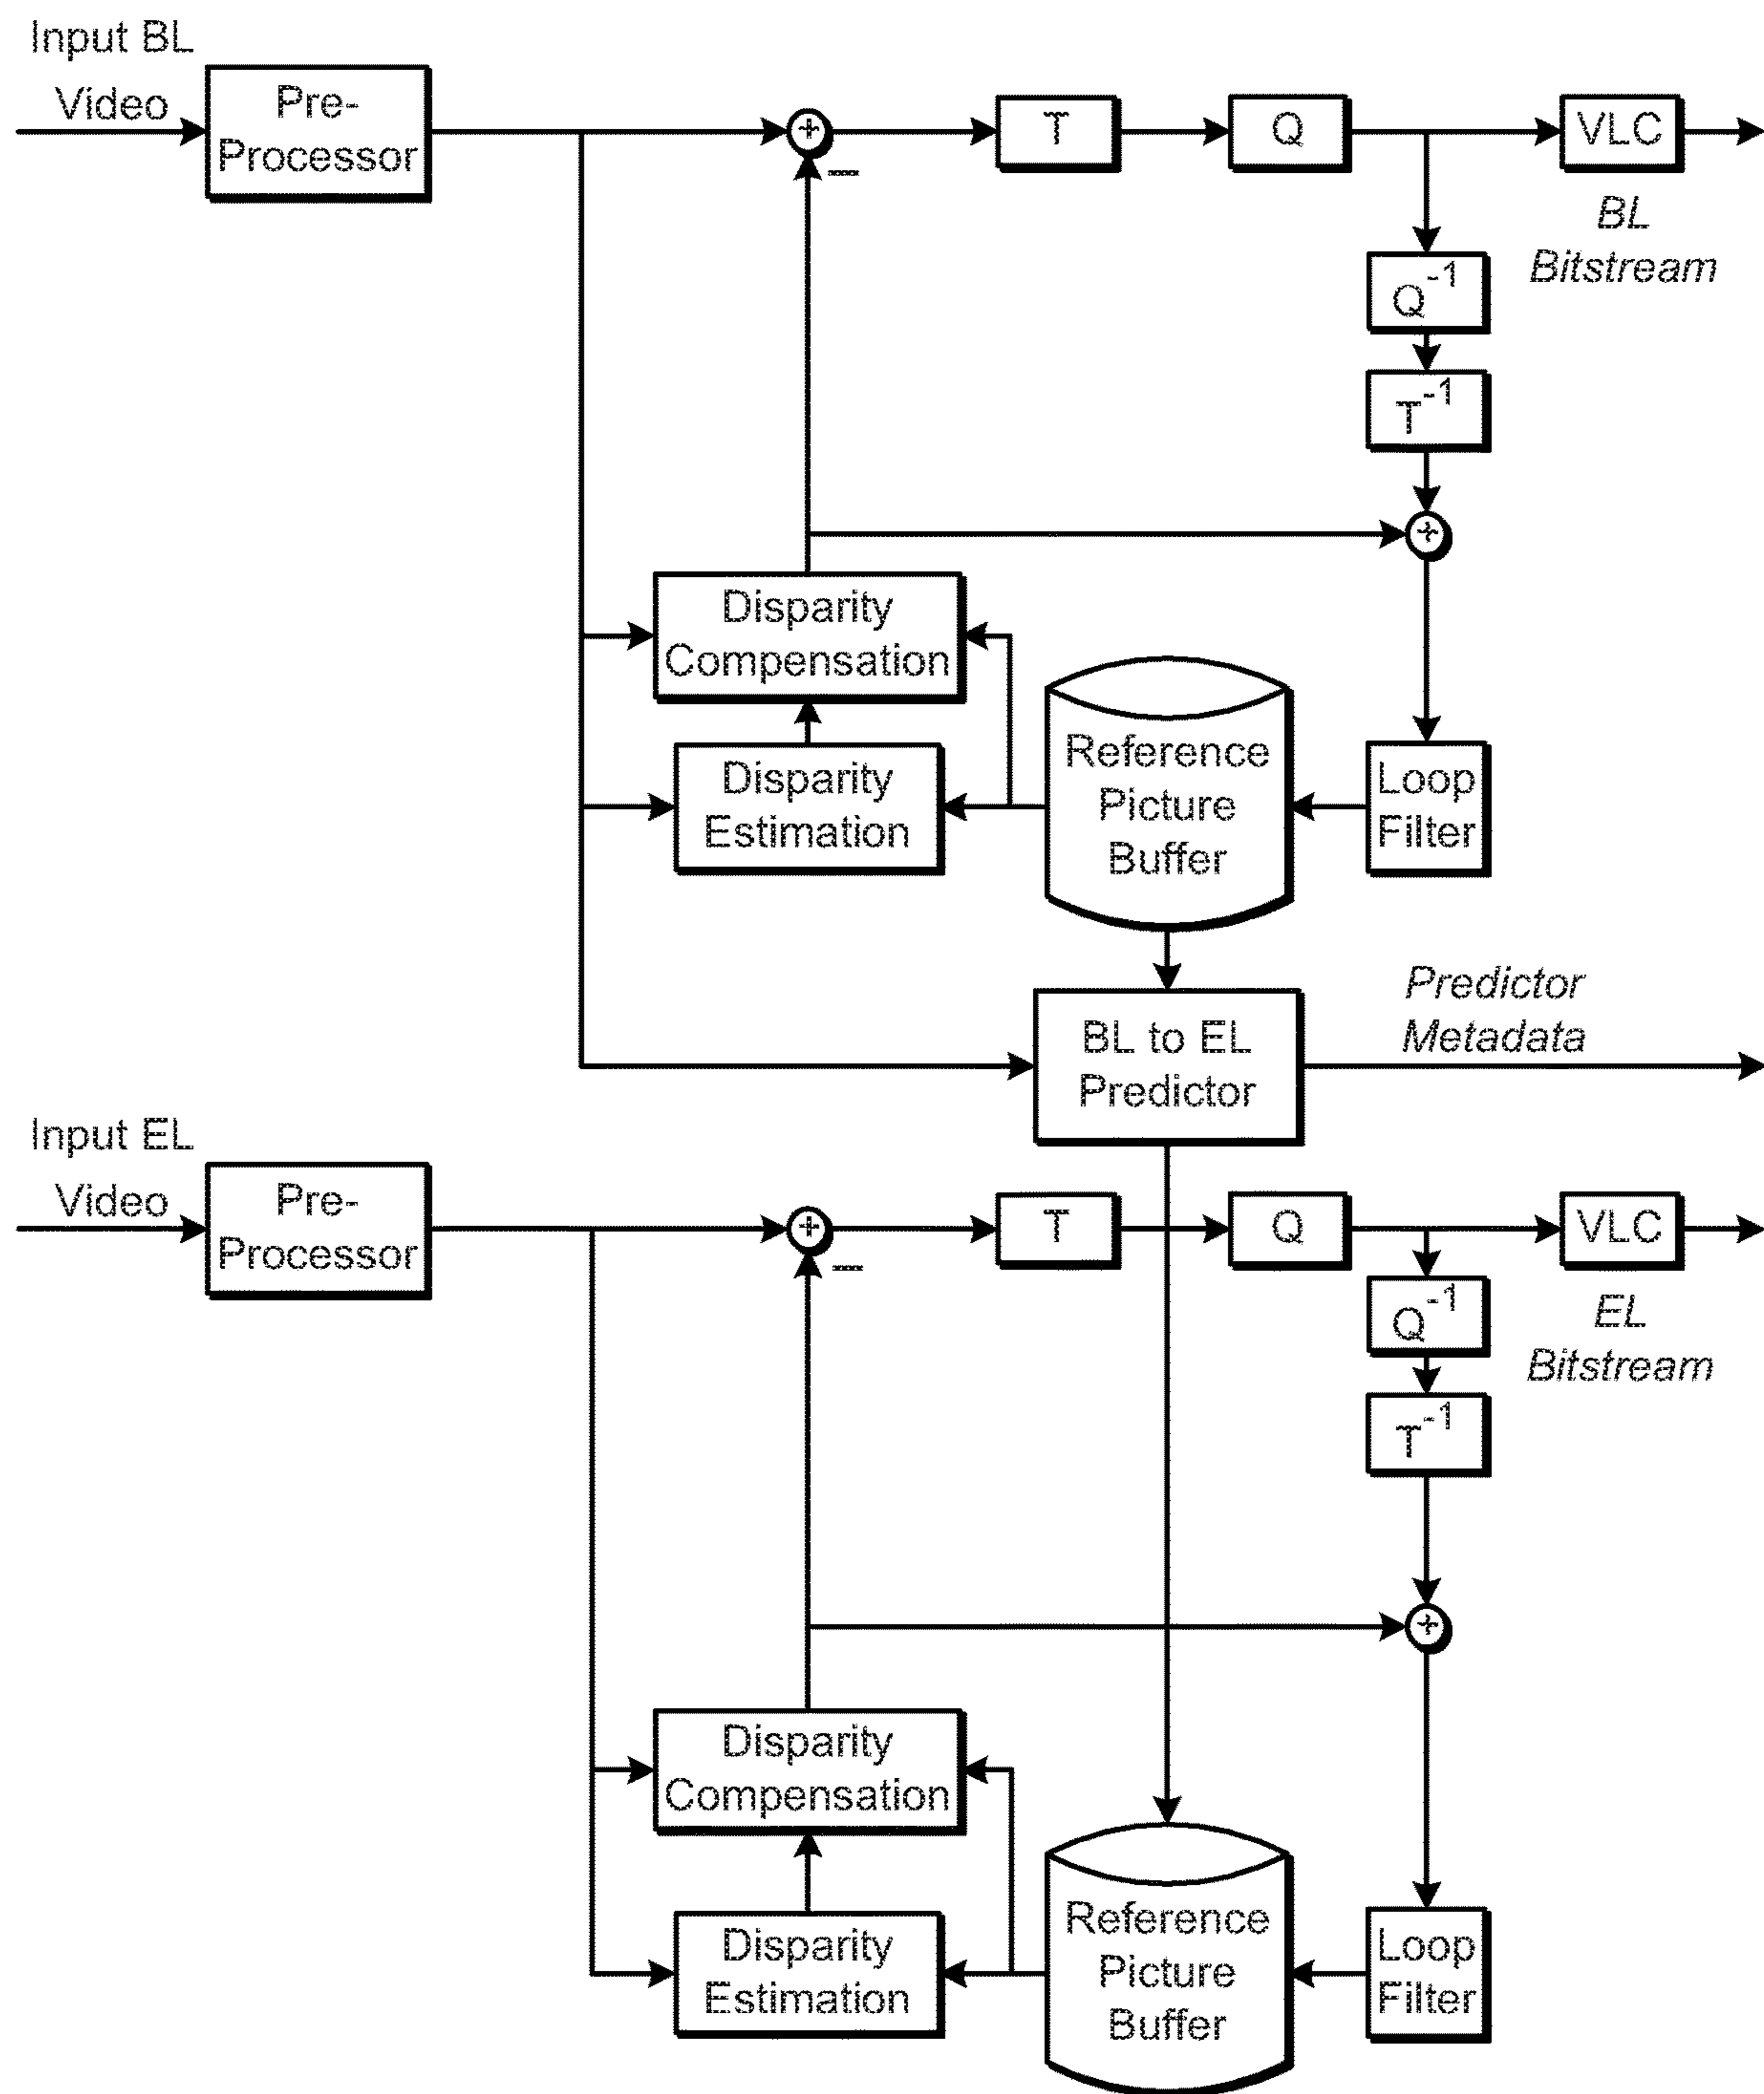 Input BL
Video
Pre-
Processor
+
T
Q
VLC
BL
Bitstream
Q-1
T-1
+
Disparity
Compensation
Disparity
Estimation
Reference
Picture
Buffer
Loop
Filter
BL to EL
Predictor
Predictor
Metadata
Input EL
Video
Pre-
Processor
+
T
Q
VLC
EL
Bitstream
Q-1
T-1
+
Disparity
Compensation
Disparity
Estimation
Reference
Picture
Buffer
Loop
Filter